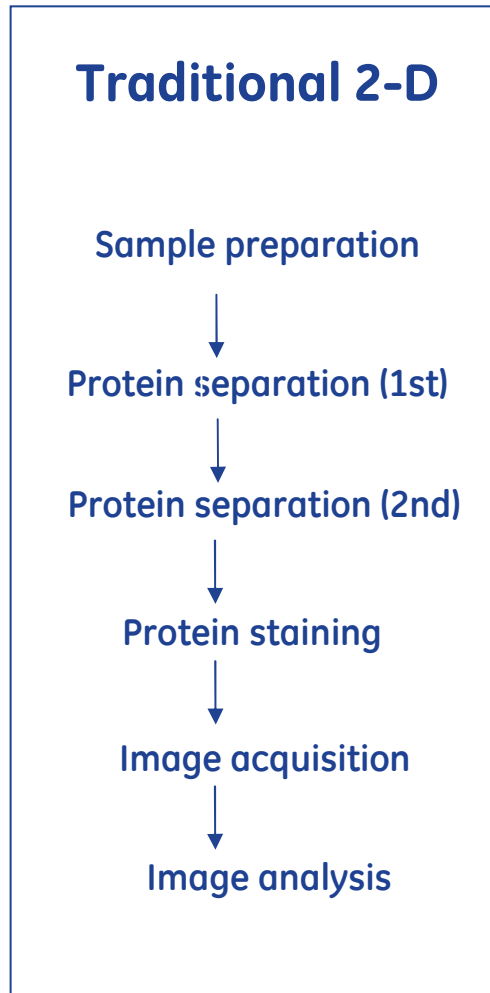 Traditional 2-D
Sample preparation
Protein separation (1st)
Protein separation (2nd)
Protein staining
Image acquisition
Image analysis